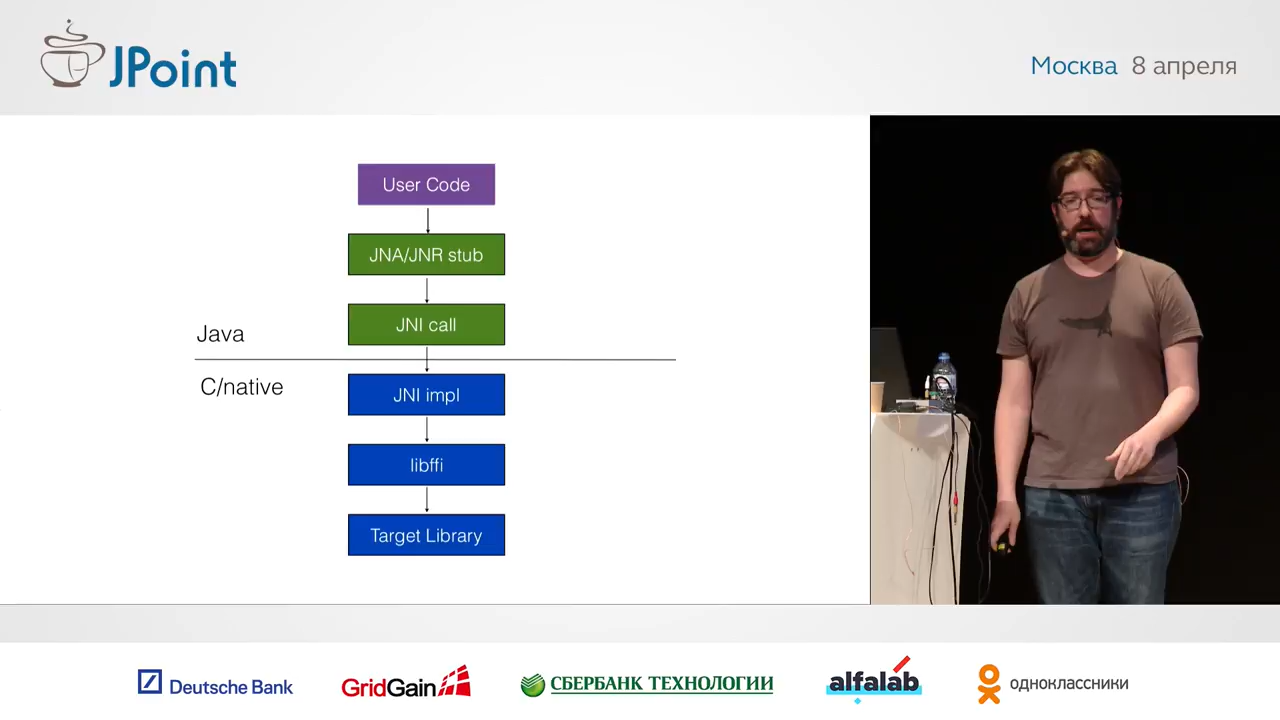 JPoint
Москва 8 апреля
User Code
JNA/JNR stub
JNI call
Java
C/native
JNI impl
libffi
Target Library
Deutsche Bank
GridGain
СБЕРБАНК ТЕХНОЛОГИИ
alfalab
одноклассники